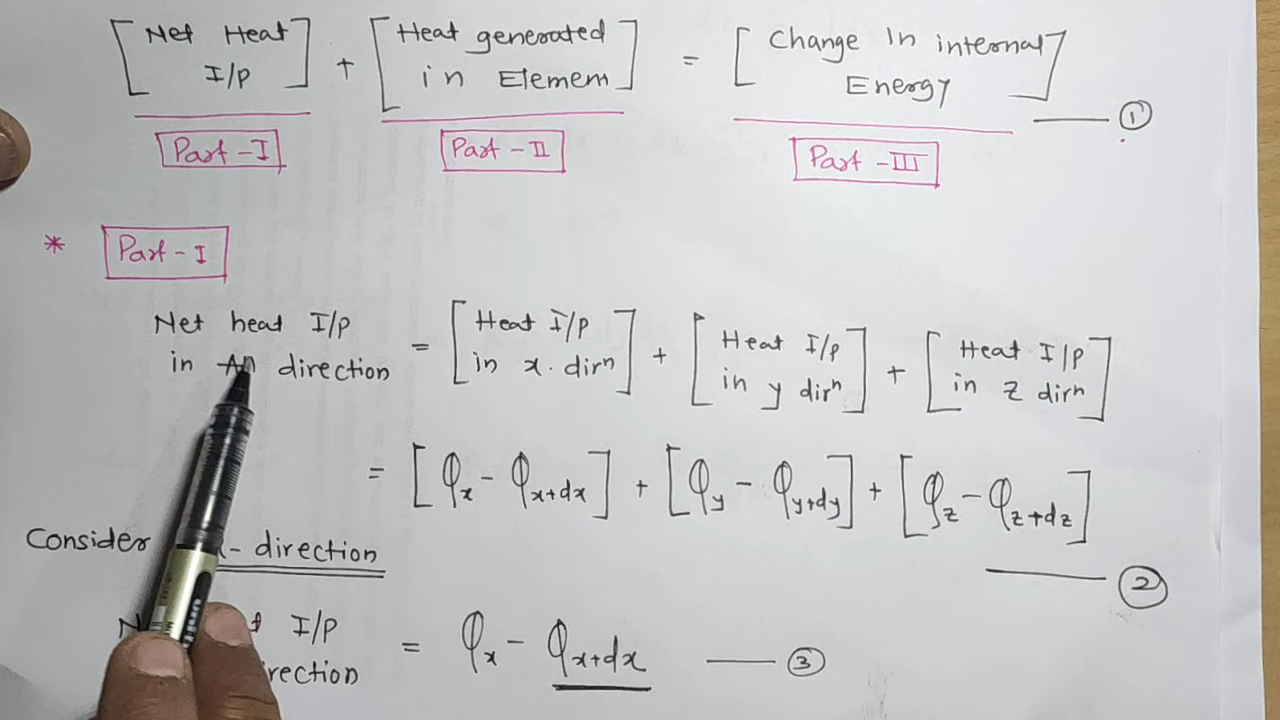 [Net Heat I/p] + [Heat generated in Elemem] = [Change In internal Energy] —— ①
Part-I Part-II Part-III
* Part-I
Net heat I/p in direction = [Heat I/p in x. dirⁿ] + [Heat I/p in y dirⁿ] + [Heat I/p in z dirⁿ]
= [Qx - Qx+dx] + [Qy - Qy+dy] + [Qz - Qz+dz] —— ②
Consider - direction
I/p rection = Qx - Qx+dx —— ③